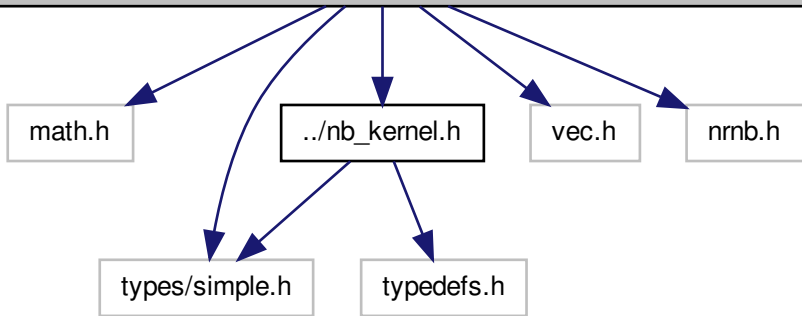 math.h
../nb_kernel.h
vec.h
nrnb.h
types/simple.h
typedefs.h